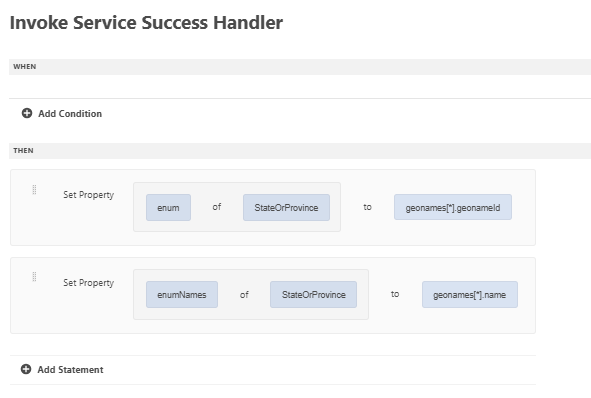 Invoke Service Success Handler
WHEN
Add Condition
THEN
Set Property enum of StateOrProvince to geonames[*].geonameId
Set Property enumNames of StateOrProvince to geonames[*].name
Add Statement